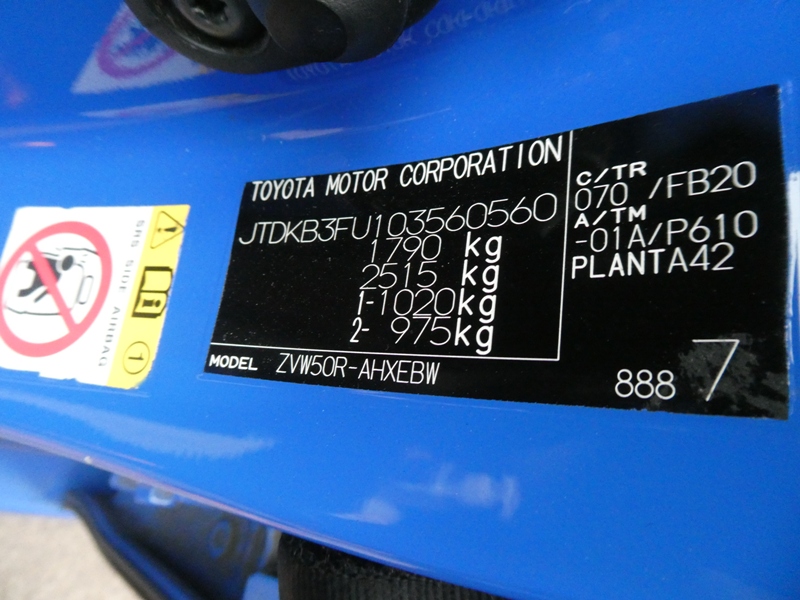 TOYOTA MOTOR CORPORATION
JTDKB3FU103560560
1790 kg
2515 kg
1-1020kg
2- 975kg
MODEL ZVW50R-AHXEBW
C/TR
070 /FB20
A/TM
-01A/P610
PLANTA42
888 7
SRS SIDE AIRBAG
1